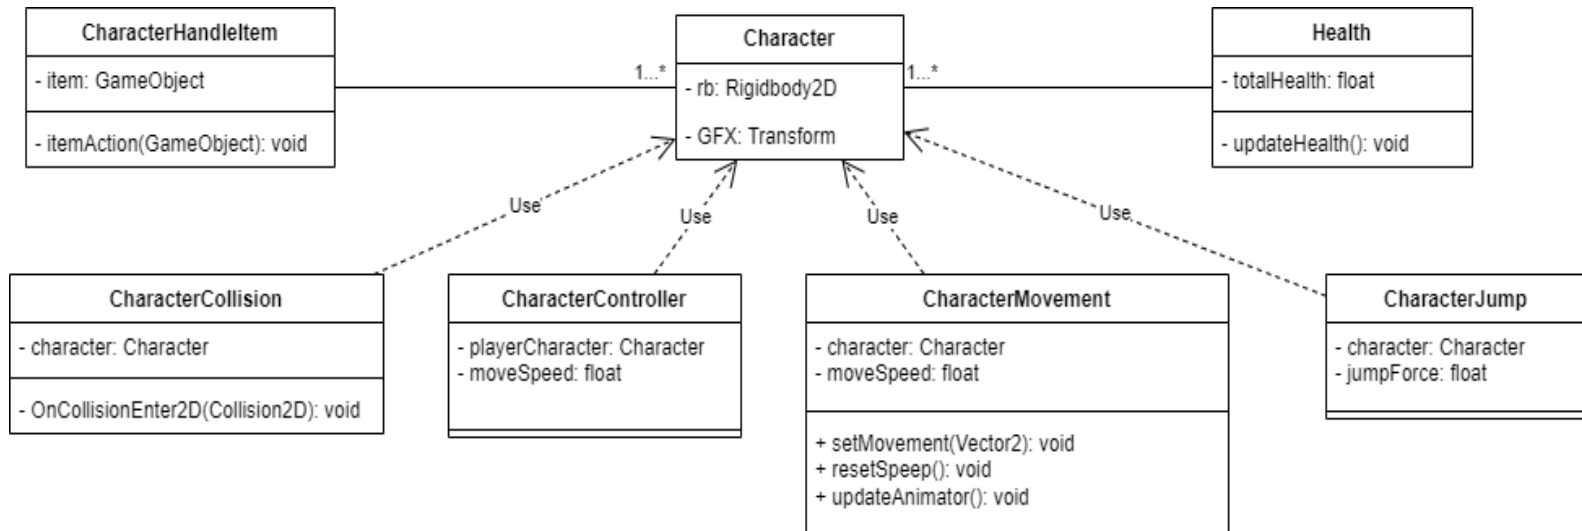 CharacterHandleItem
- item: GameObject
- itemAction(GameObject): void
1...*
Character
- rb: Rigidbody2D
- GFX: Transform
1...*
Health
- totalHealth: float
- updateHealth(): void
Use
Use
Use
Use
CharacterCollision
- character: Character
- OnCollisionEnter2D(Collision2D): void
CharacterController
- playerCharacter: Character
- moveSpeed: float
CharacterMovement
- character: Character
- moveSpeed: float
+ setMovement(Vector2): void
+ resetSpeep(): void
+ updateAnimator(): void
CharacterJump
- character: Character
- jumpForce: float